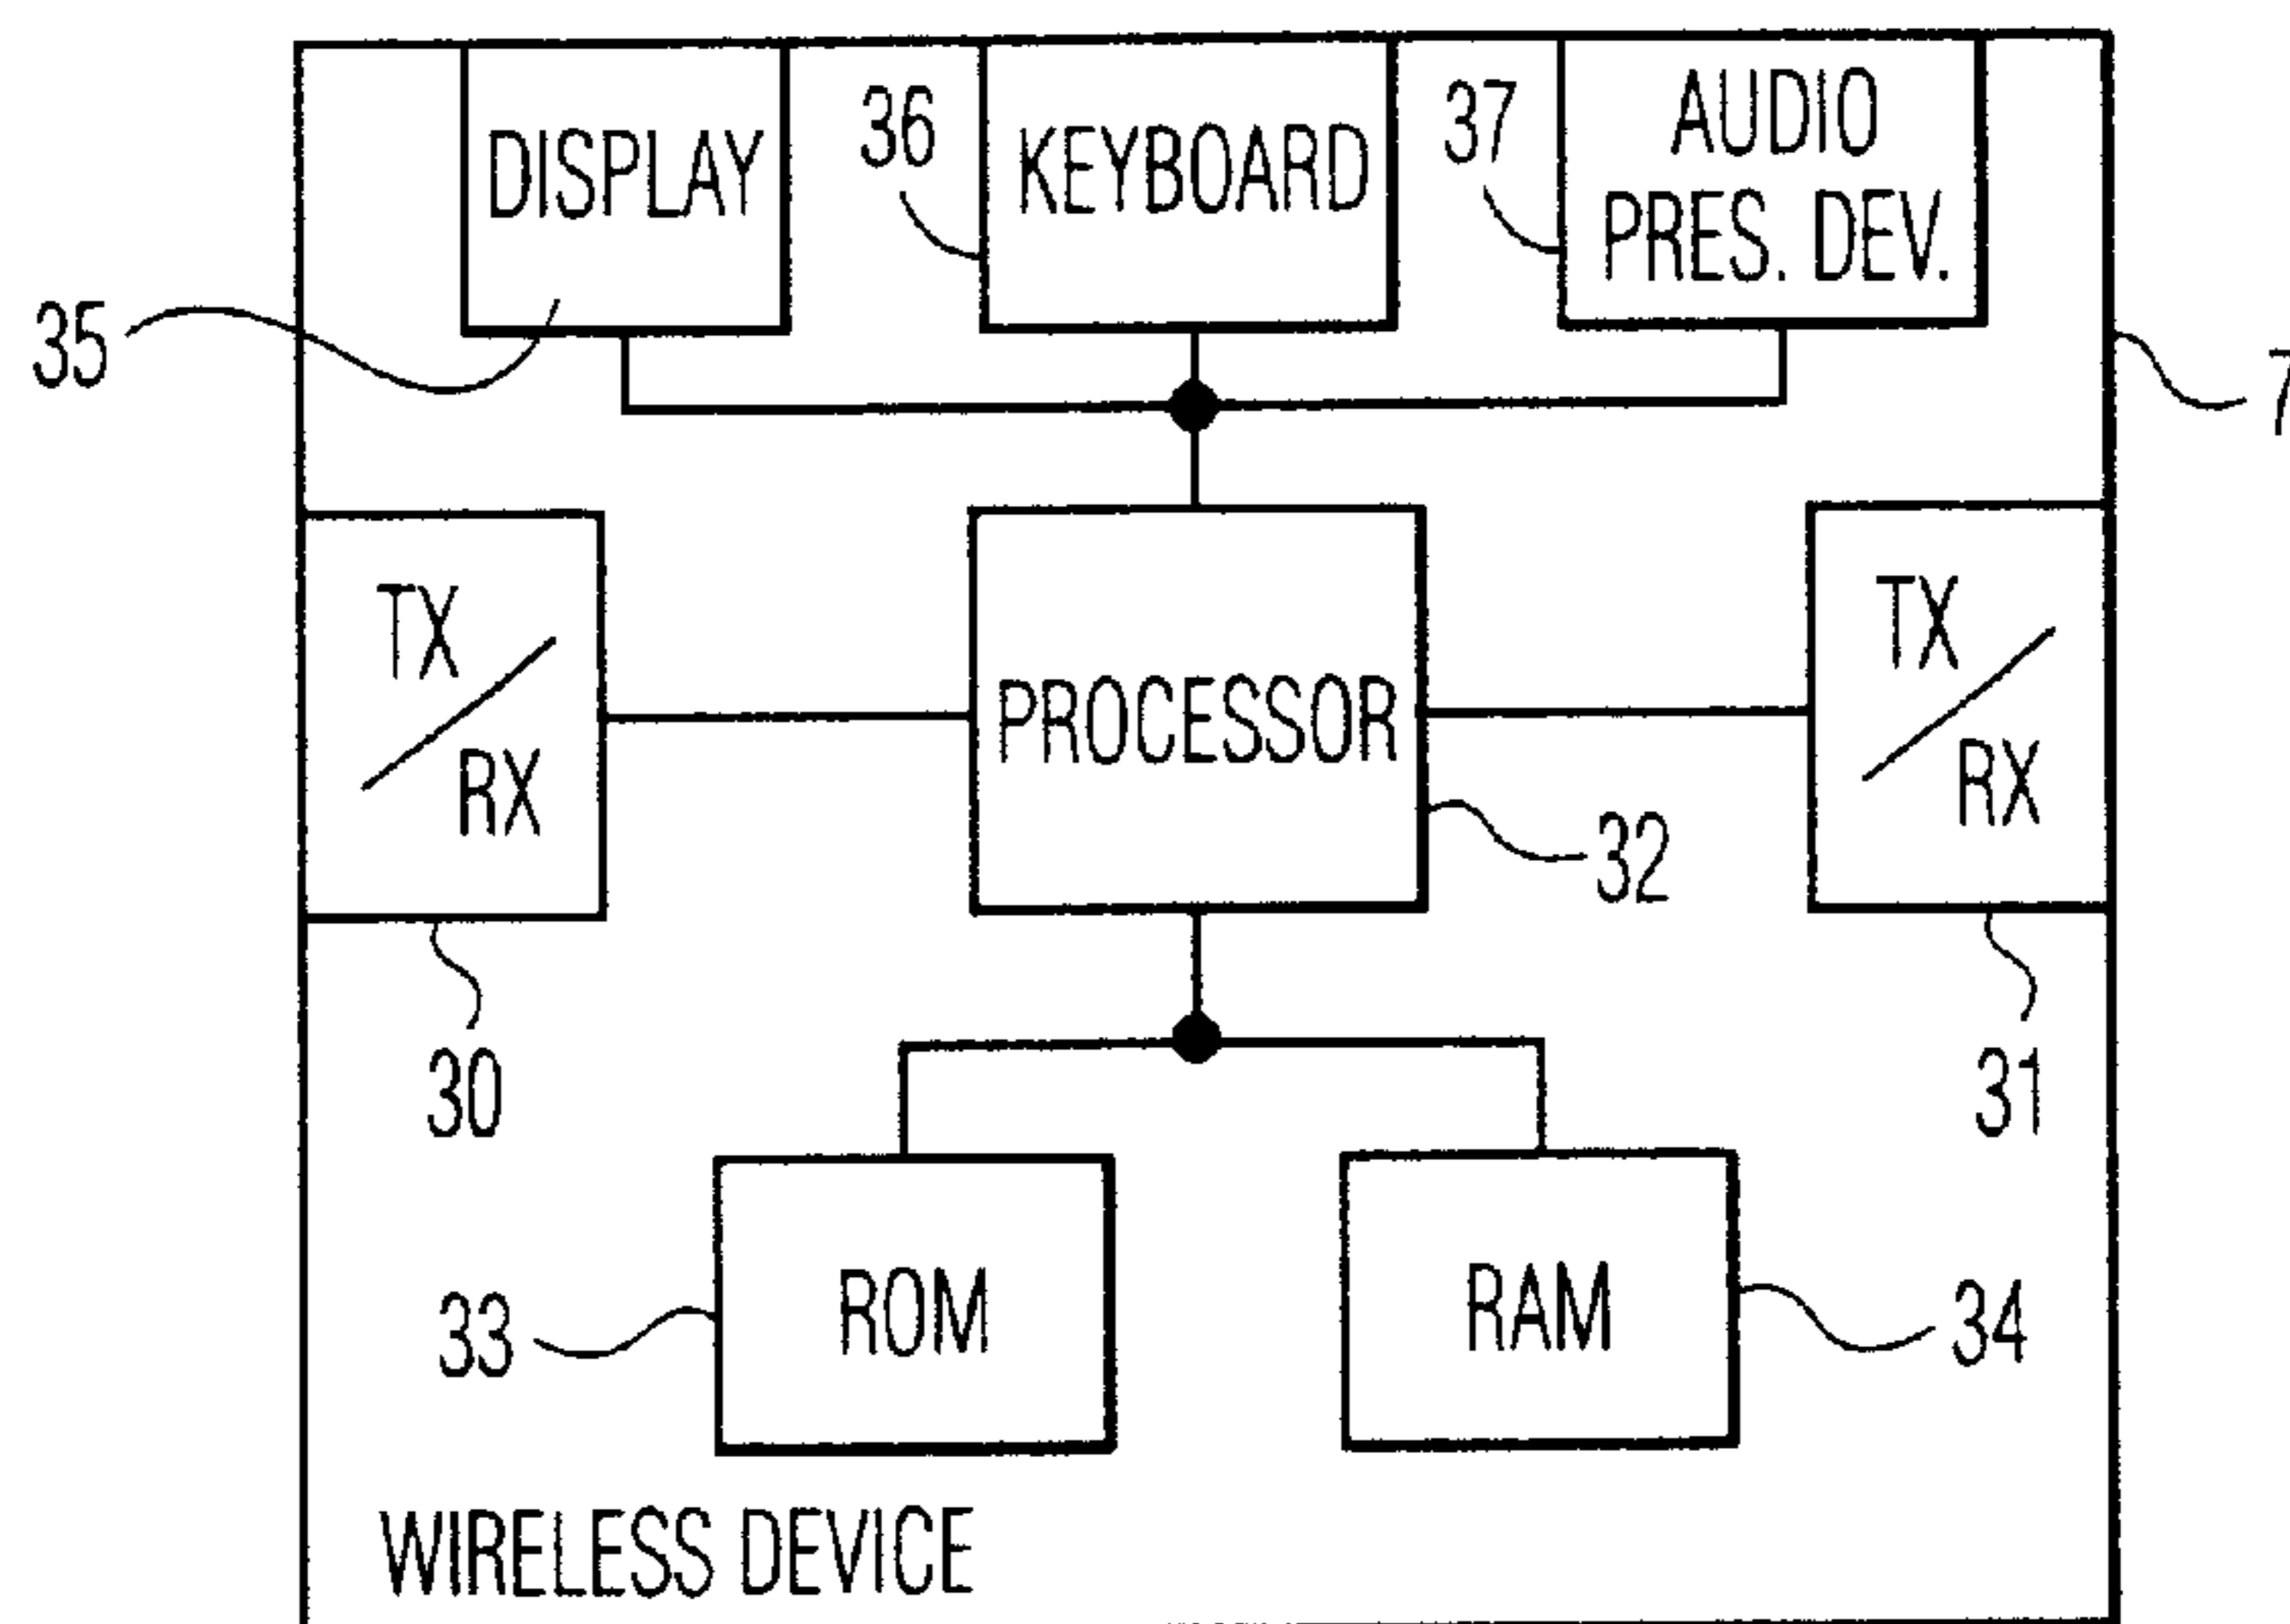 DISPLAY
36
KEYBOARD
37
AUDIO
PRES. DEV.
35
7
TX
/
RX
PROCESSOR
TX
/
RX
32
30
31
33
ROM
RAM
34
WIRELESS DEVICE